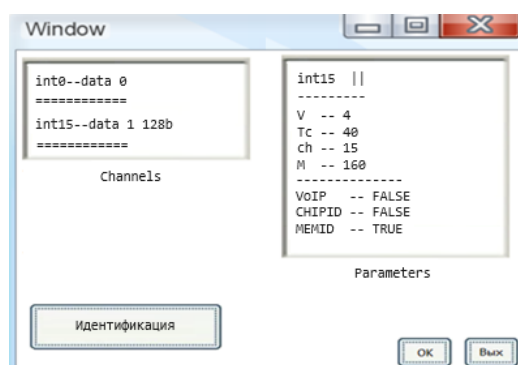 Window
int0--data 0
============
int15--data 1 128b
============
Channels
int15 ||
---------
V -- 4
Tc -- 40
ch -- 15
M -- 160
--------------
VoIP -- FALSE
CHIPID -- FALSE
MEMID -- TRUE
Parameters
Идентификация
ОК
Вых